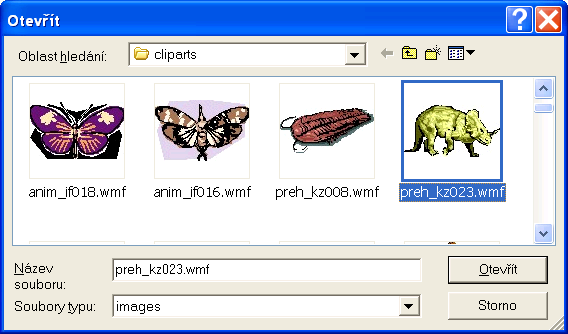 Otevřít
Oblast hledání: cliparts
anim_if018.wmf anim_if016.wmf preh_kz008.wmf preh_kz023.wmf
Název souboru: preh_kz023.wmf Otevřít
Soubory typu: images Storno